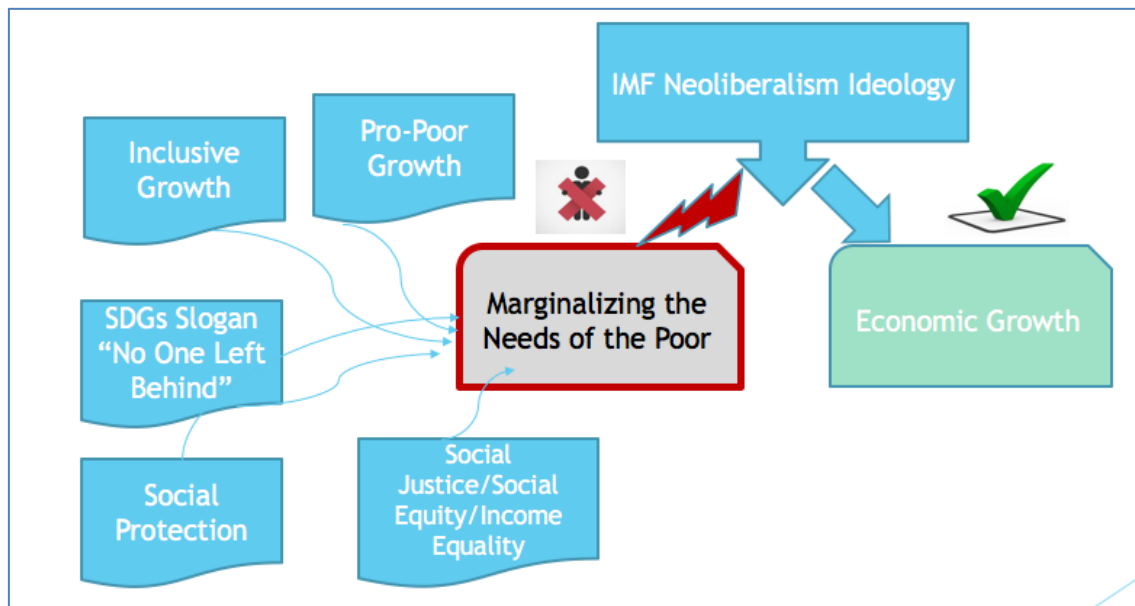 IMF Neoliberalism Ideology
Pro-Poor
Growth
Inclusive
Growth
Marginalizing the
Needs of the Poor
Economic Growth
SDGs Slogan
“No One Left
Behind”
Social
Protection
Social
Justice/Social
Equity/Income
Equality